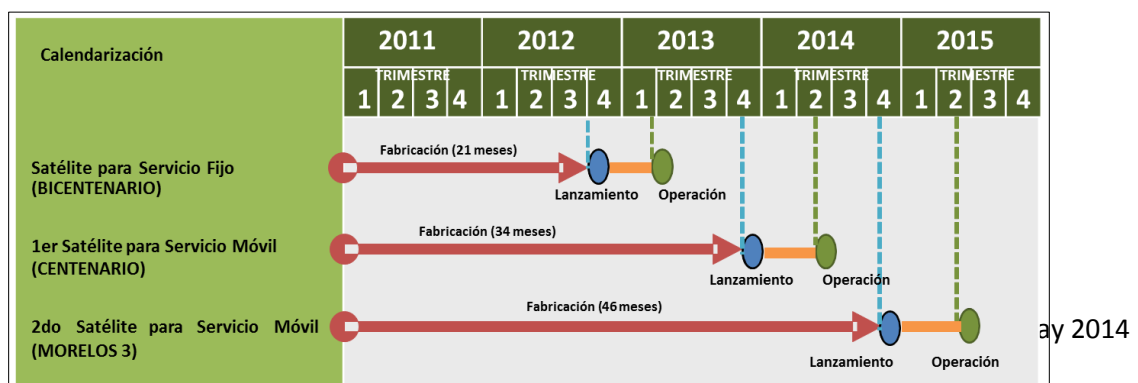 Calendarización
2011 2012 2013 2014 2015
TRIMESTRE TRIMESTRE TRIMESTRE TRIMESTRE TRIMESTRE
1 2 3 4 1 2 3 4 1 2 3 4 1 2 3 4 1 2 3 4
Satélite para Servicio Fijo
(BICENTENARIO)
Fabricación (21 meses)
Lanzamiento Operación
1er Satélite para Servicio Móvil
(CENTENARIO)
Fabricación (34 meses)
Lanzamiento Operación
2do Satélite para Servicio Móvil
(MORELOS 3)
Fabricación (46 meses)
Lanzamiento Operación
ay 2014